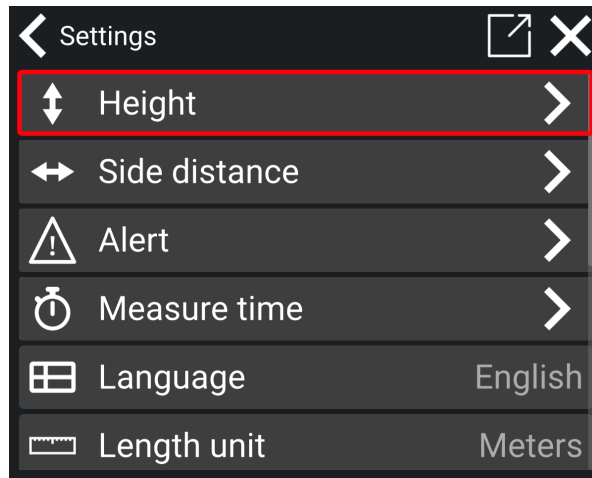 Settings
Height
Side distance
Alert
Measure time
Language English
Length unit Meters